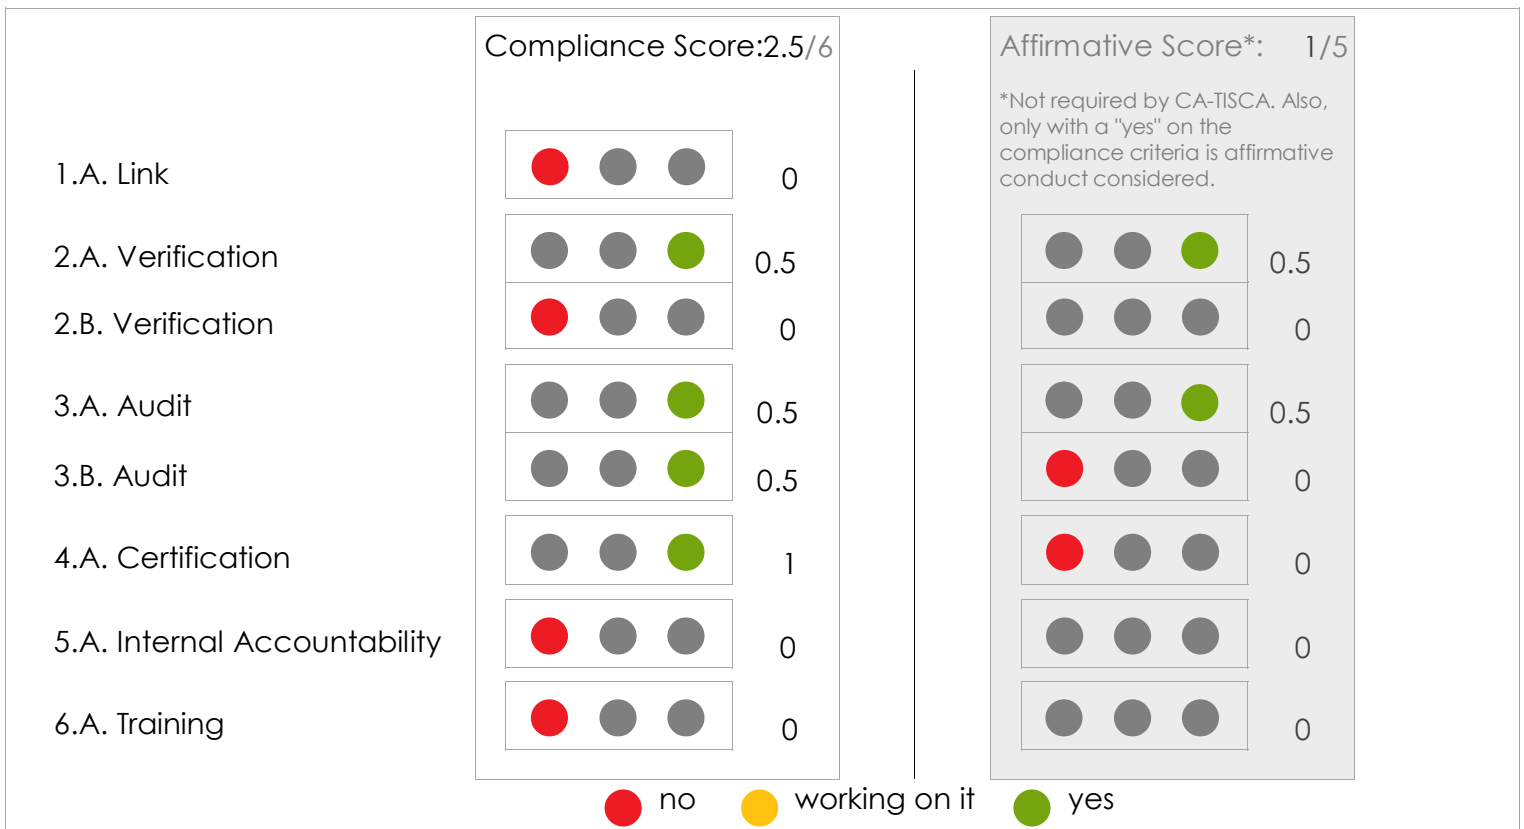 Compliance Score:2.5/6
Affirmative Score*: 1/5
*Not required by CA-TISCA. Also,
only with a "yes" on the
compliance criteria is affirmative
conduct considered.
1.A. Link 0
2.A. Verification 0.5 0.5
2.B. Verification 0 0
3.A. Audit 0.5 0.5
3.B. Audit 0.5 0
4.A. Certification 1 0
5.A. Internal Accountability 0 0
6.A. Training 0 0
no working on it yes